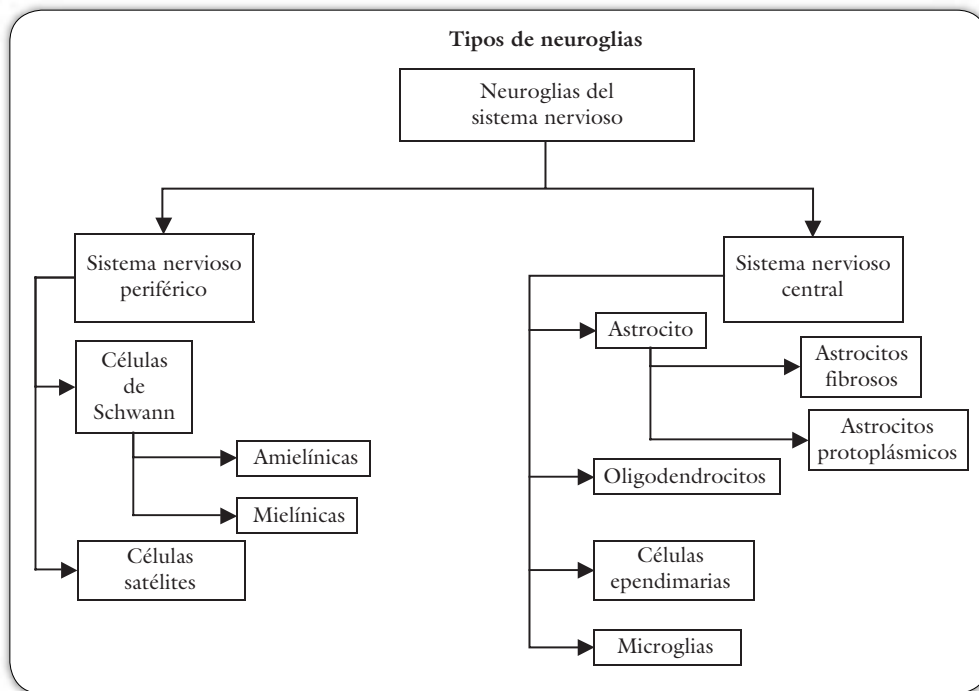 Tipos de neuroglias
Neuroglias del
sistema nervioso
Sistema nervioso
periférico
Células
de
Schwann
Amielínicas
Mielínicas
Células
satélites
Sistema nervioso
central
Astrocito
Astrocitos
fibrosos
Astrocitos
protoplásmicos
Oligodendrocitos
Células
ependimarias
Microglias